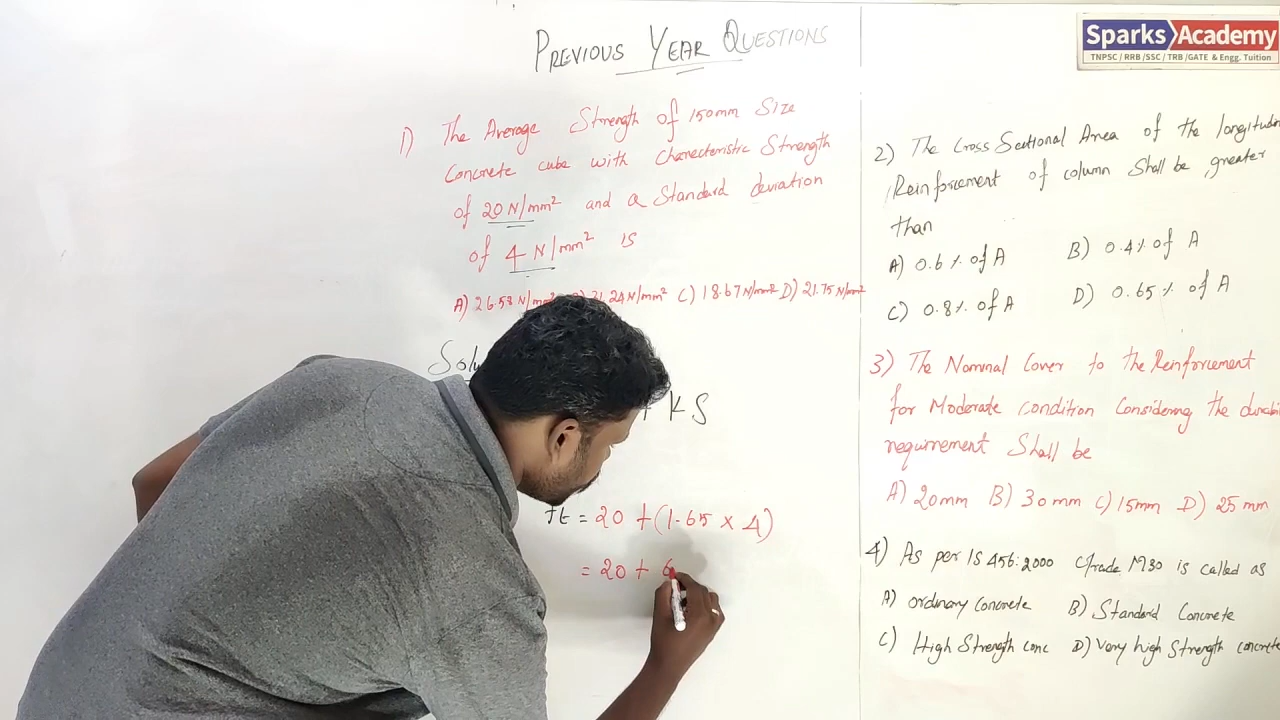 PREVIOUS YEAR QUESTIONS
Sparks Academy
TNPSC / RRB /SSC / TRB /GATE & Engg. Tuition
1) The Average Strength of 150mm Size
Concrete cube with characteristic Strength
of 20 N/mm² and a Standard deviation
of 4 N/mm² is
A) 26.58 N/mm² 31.24 N/mm² C) 18.67 N/mm² D) 21.75 N/mm²
Solu
+ KS
ft = 20 + (1.65 × 4)
= 20 + 6
2) The Cross Sectional Area of the longitudin
Reinforcement of column Shall be greater
than
A) 0.6% of A B) 0.4% of A
C) 0.8% of A D) 0.65% of A
3) The Nominal Cover to the Reinforcement
for Moderate condition Considering the durabi
requirement Shall be
A) 20mm B) 30mm C) 15mm D) 25mm
4) As per IS 456:2000 Grade M30 is called as
A) ordinary Concrete B) Standard Concrete
C) High Strength conc D) Very high Strength concrete